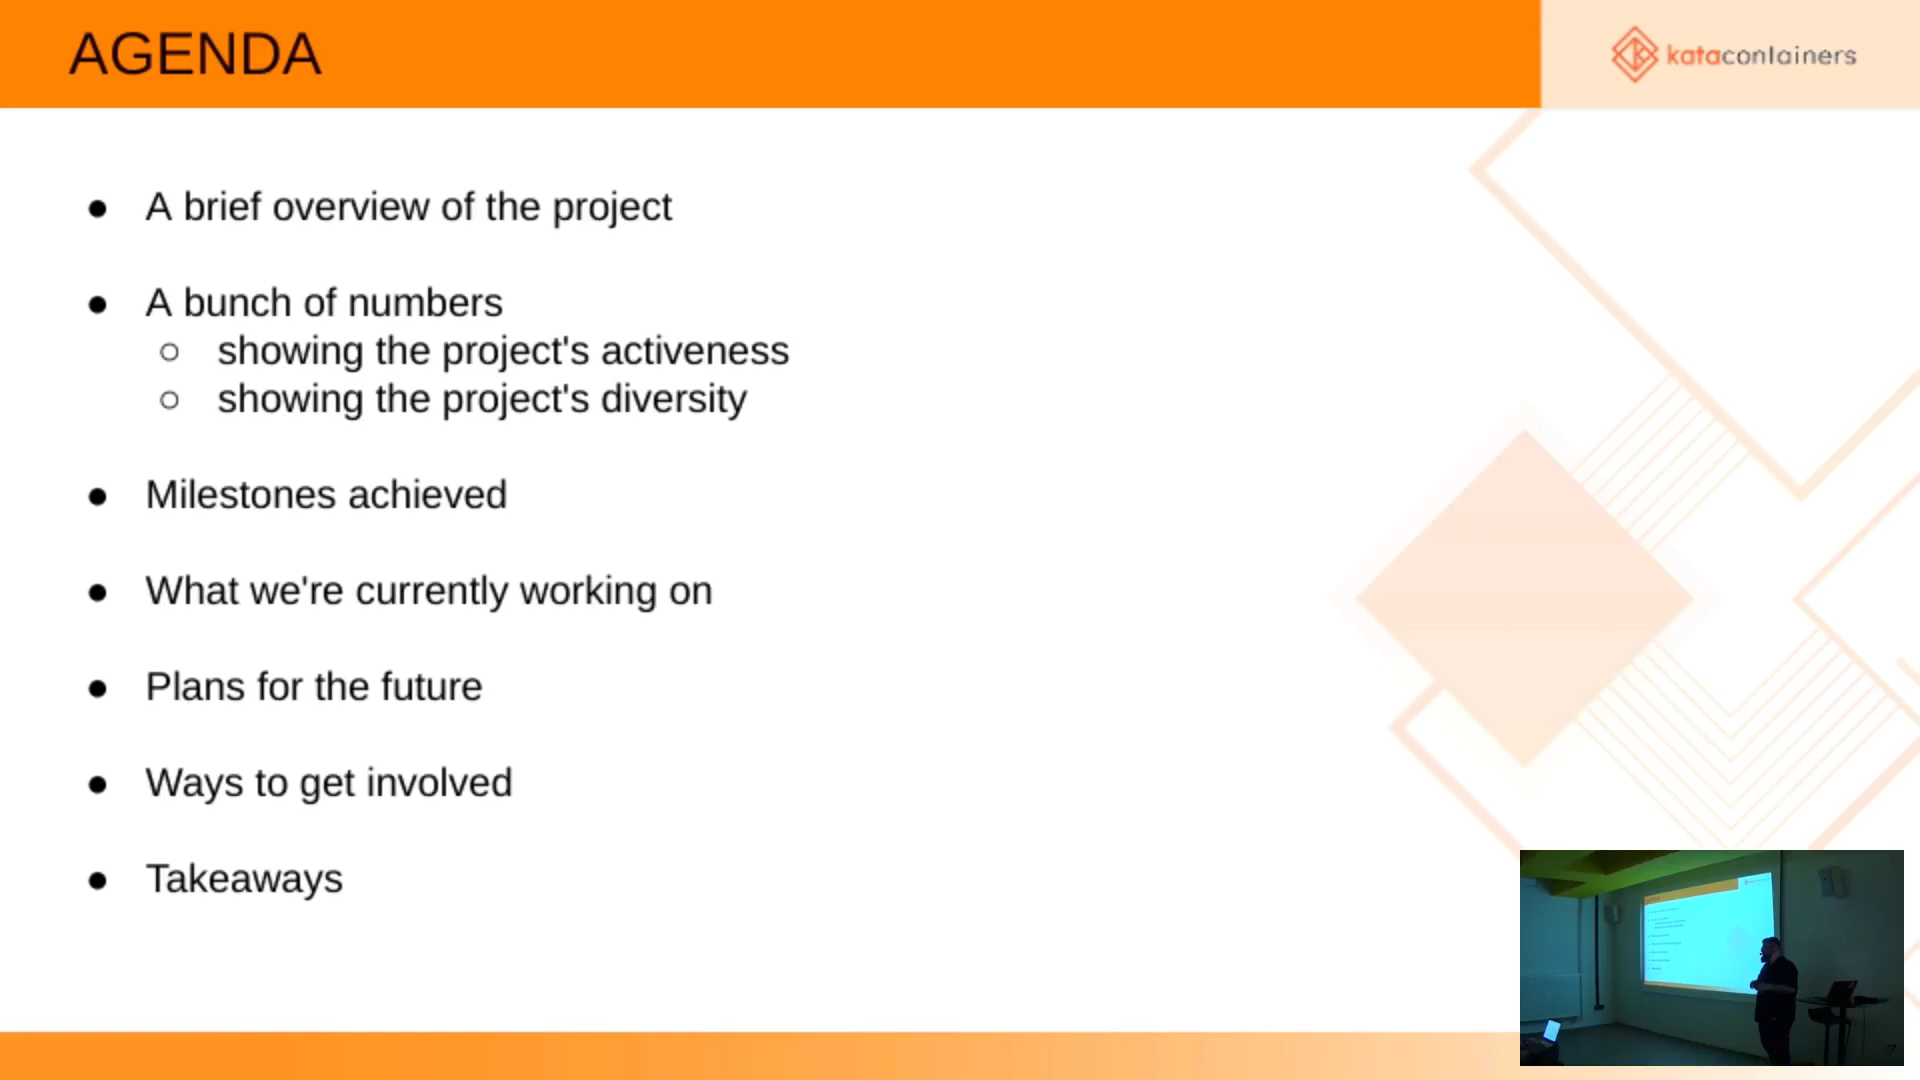 AGENDA
katacontainers
● A brief overview of the project
● A bunch of numbers
○ showing the project's activeness
○ showing the project's diversity
● Milestones achieved
● What we're currently working on
● Plans for the future
● Ways to get involved
● Takeaways